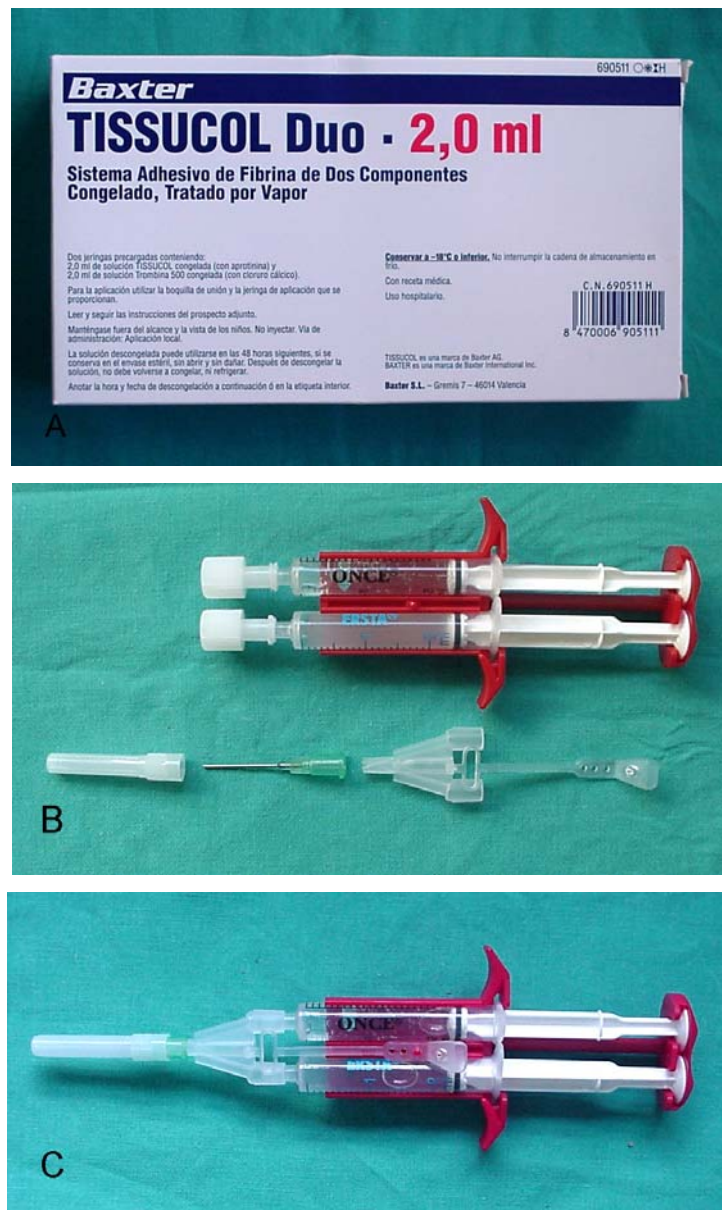 690511
Baxter
TISSUCOL Duo · 2,0 ml
Sistema Adhesivo de Fibrina de Dos Componentes
Congelado, Tratado por Vapor
Dos jeringas precargadas conteniendo:
2,0 ml de solución TISSUCOL congelada (con aprotinina) y
2,0 ml de solución Trombina 500 congelada (con cloruro cálcico).
Para la aplicación utilizar la boquilla de unión y la jeringa de aplicación que se
proporcionan.
Leer y seguir las instrucciones del prospecto adjunto.
Manténgase fuera del alcance y la vista de los niños. No inyectar. Vía de
administración: Aplicación local.
La solución descongelada puede utilizarse en las 48 horas siguientes, si se
conserva en el envase estéril, sin abrir y sin dañar. Después de descongelar la
solución, no debe volverse a congelar, ni refrigerar.
Anotar la hora y fecha de descongelación a continuación ó en la etiqueta interior.
Conservar a –18°C o inferior. No interrumpir la cadena de almacenamiento en
frío.
Con receta médica.
Uso hospitalario.
C.N.690511 H
8 470006 905111
TISSUCOL es una marca de Baxter AG.
BAXTER es una marca de Baxter International Inc.
Baxter S.L. – Gremis 7 – 46014 Valencia
A
ONCE
B
ONCE
C